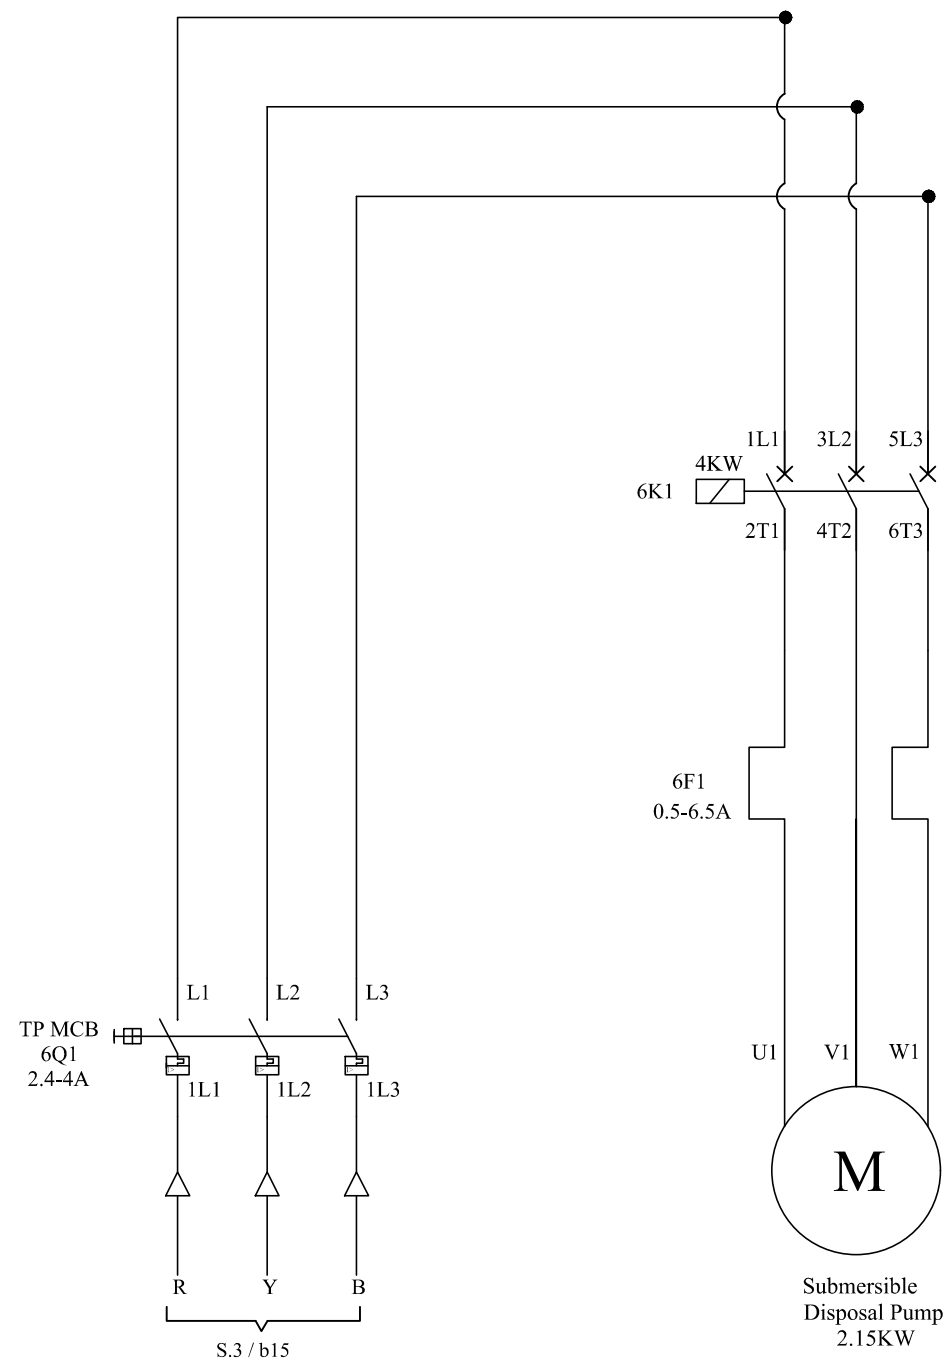 1L1 3L2 5L3
4KW
6K1
2T1 4T2 6T3
6F1
0.5-6.5A
L1 L2 L3
TP MCB
6Q1
2.4-4A
1L1 1L2 1L3
U1 V1 W1
M
R Y B
S.3 / b15
Submersible
Disposal Pump
2.15KW